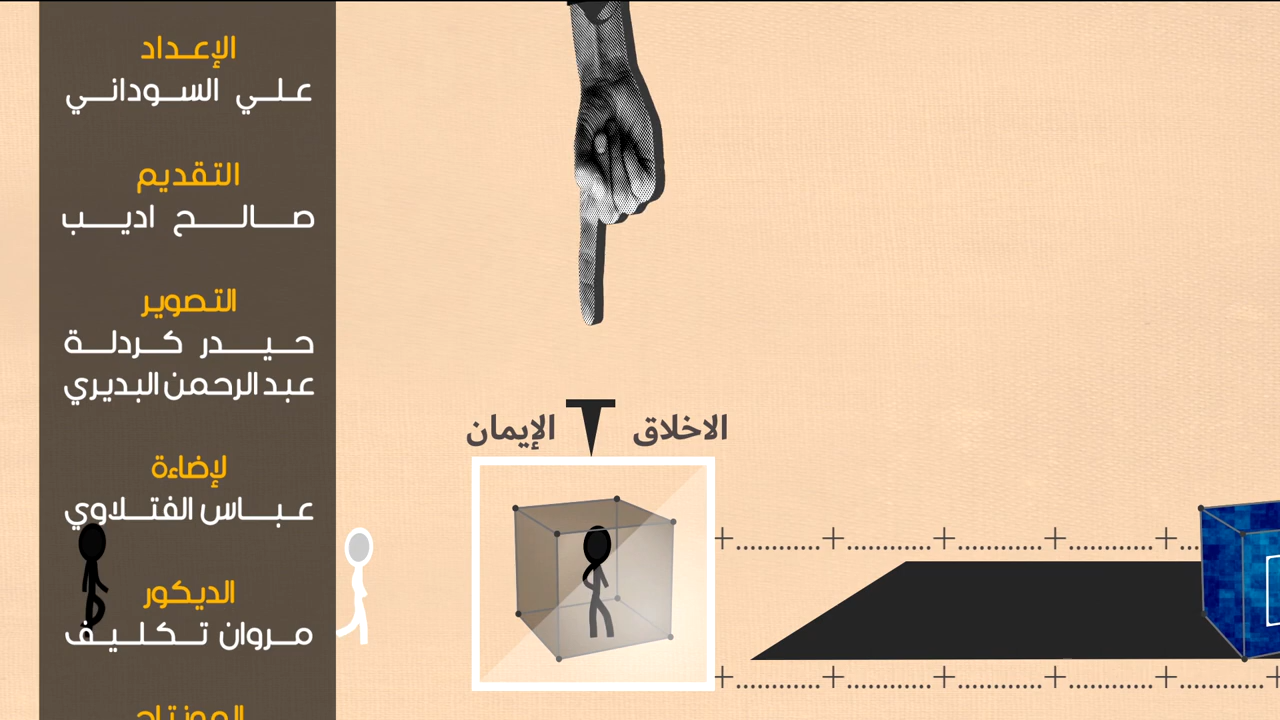 الإعداد
علي السوداني
التقديم
صالح اديب
التصوير
حيدر كردلة
عبد الرحمن البديري
لإضاءة
عباس الفتلاوي
الديكور
مروان تكليف
المونتاج
الاخلاق
الإيمان